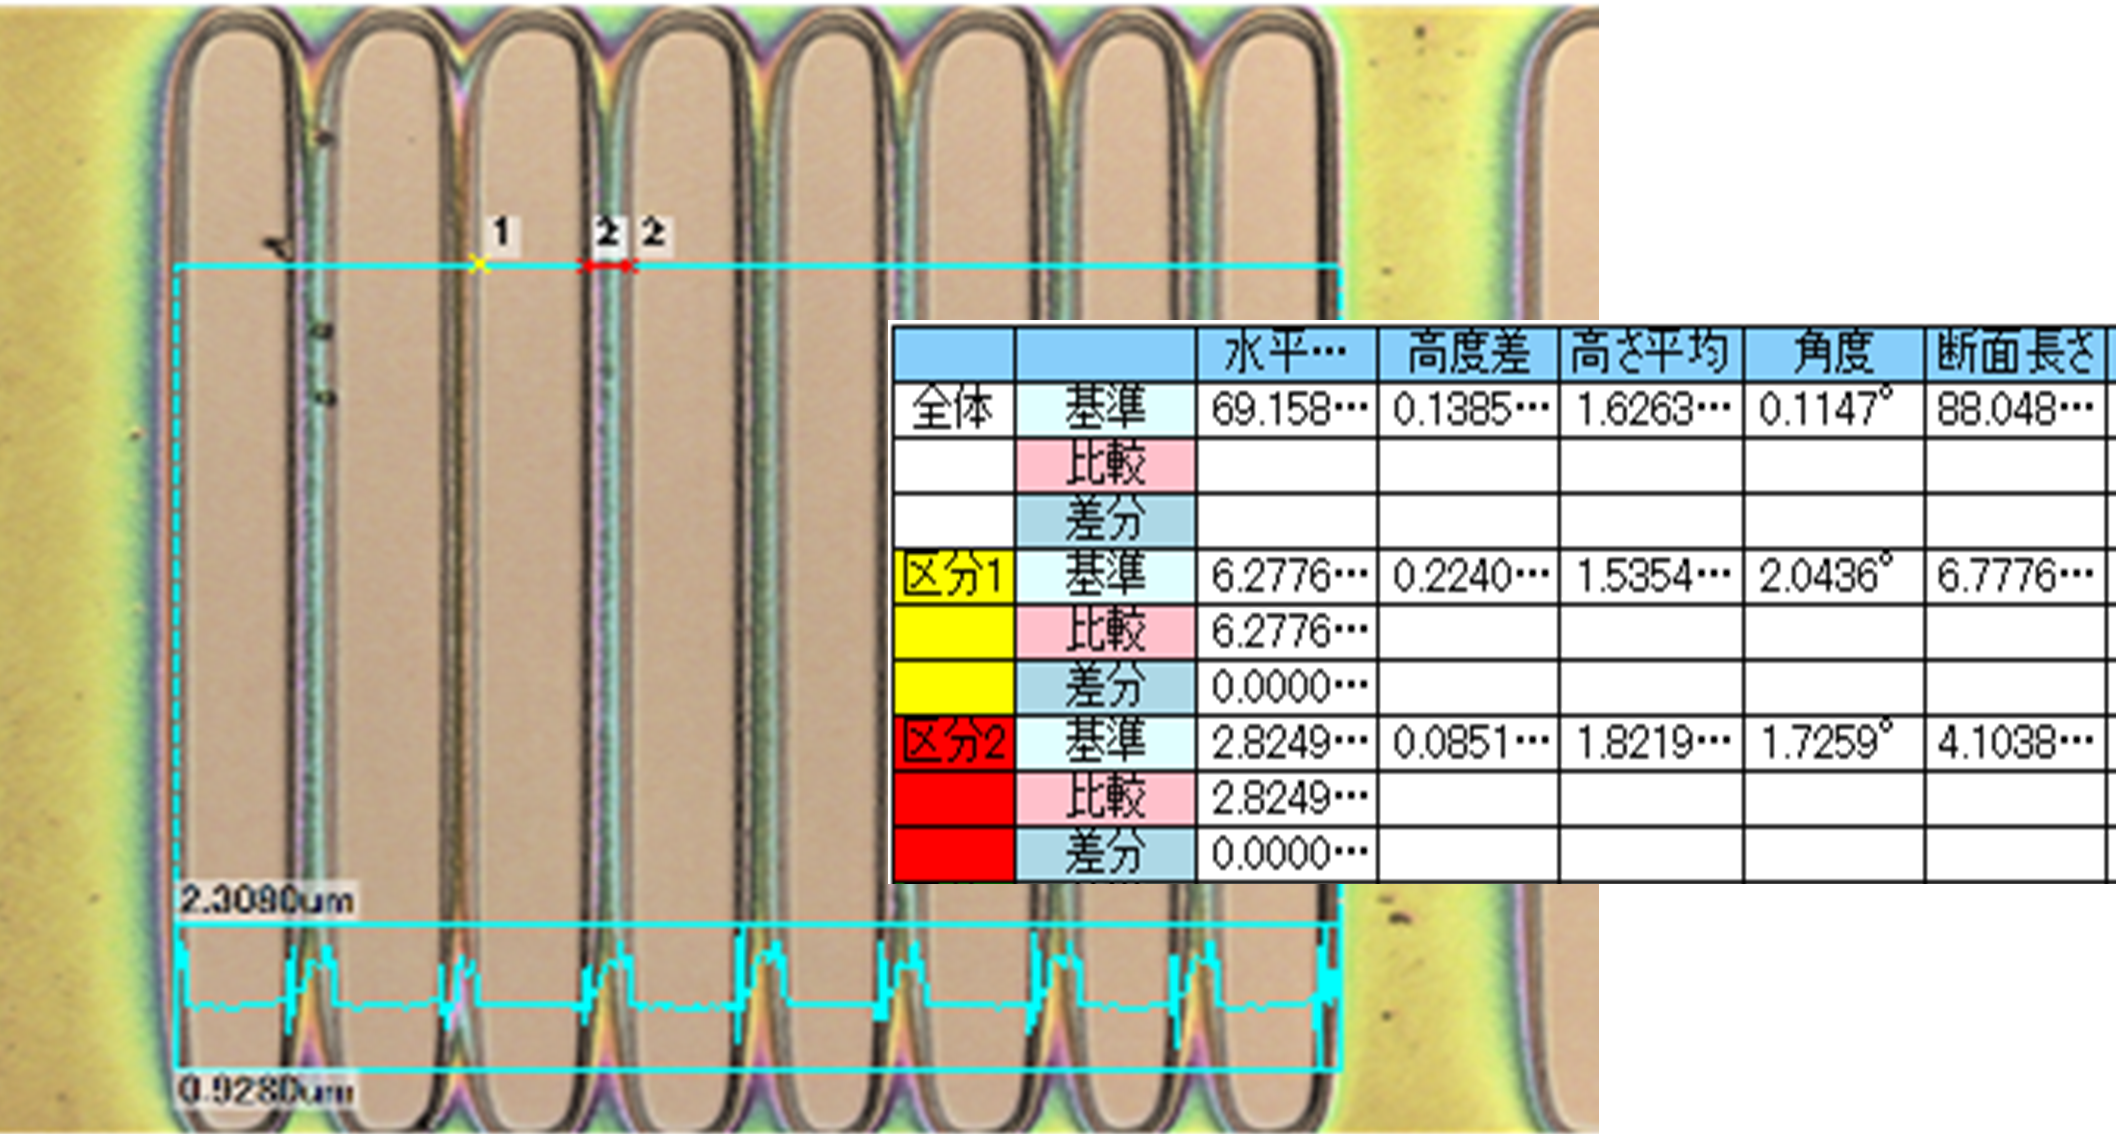 1 2 2
水平… 高度差 高さ平均 角度 断面長さ
全体 基準 69.158… 0.1385… 1.6263… 0.1147° 88.048…
比較
差分
区分1 基準 6.2776… 0.2240… 1.5354… 2.0436° 6.7776…
比較 6.2776…
差分 0.0000…
区分2 基準 2.8249… 0.0851… 1.8219… 1.7259° 4.1038…
比較 2.8249…
差分 0.0000…
2.3090um
0.9280um